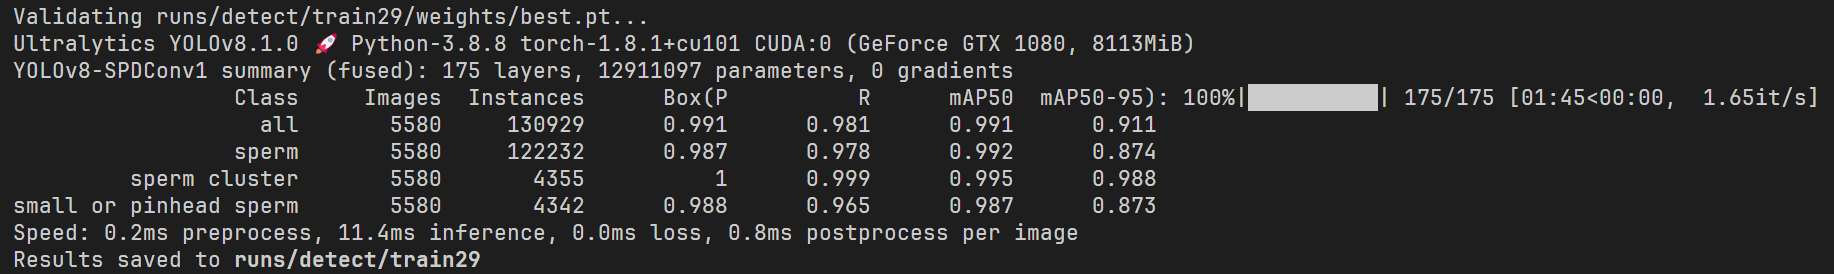 Validating runs/detect/train29/weights/best.pt...
Ultralytics YOLOv8.1.0 🚀 Python-3.8.8 torch-1.8.1+cu101 CUDA:0 (GeForce GTX 1080, 8113MiB)
YOLOv8-SPDConv1 summary (fused): 175 layers, 12911097 parameters, 0 gradients
Class Images Instances Box(P R mAP50 mAP50-95): 100%|██████████| 175/175 [01:45<00:00, 1.65it/s]
all 5580 130929 0.991 0.981 0.991 0.911
sperm 5580 122232 0.987 0.978 0.992 0.874
sperm cluster 5580 4355 1 0.999 0.995 0.988
small or pinhead sperm 5580 4342 0.988 0.965 0.987 0.873
Speed: 0.2ms preprocess, 11.4ms inference, 0.0ms loss, 0.8ms postprocess per image
Results saved to runs/detect/train29